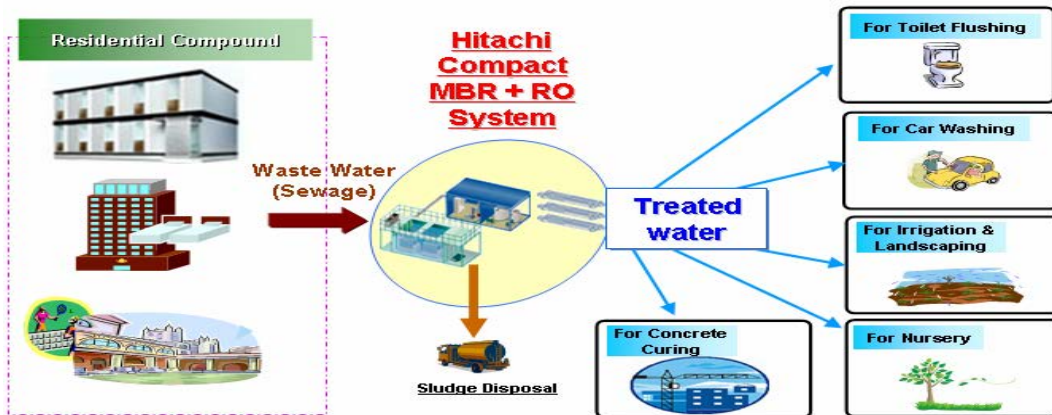 Residential Compound
Hitachi
Compact
MBR + RO
System
Waste Water
(Sewage)
Treated
water
Sludge Disposal
For Toilet Flushing
For Car Washing
For Irrigation &
Landscaping
For Nursery
For Concrete
Curing